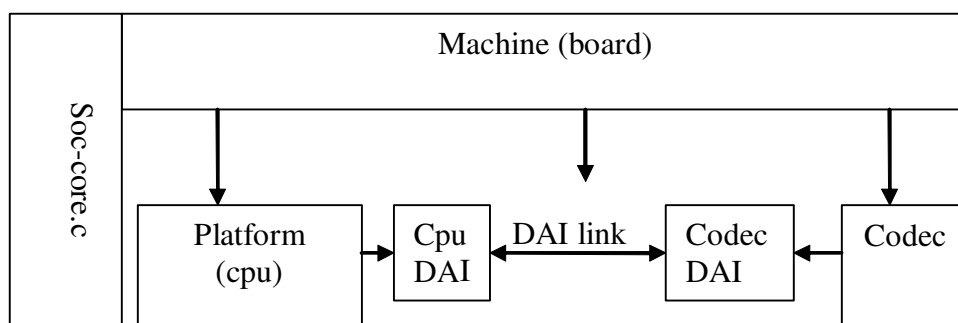 Soc-core.c
Machine (board)
Platform
(cpu)
Cpu
DAI
DAI link
Codec
DAI
Codec